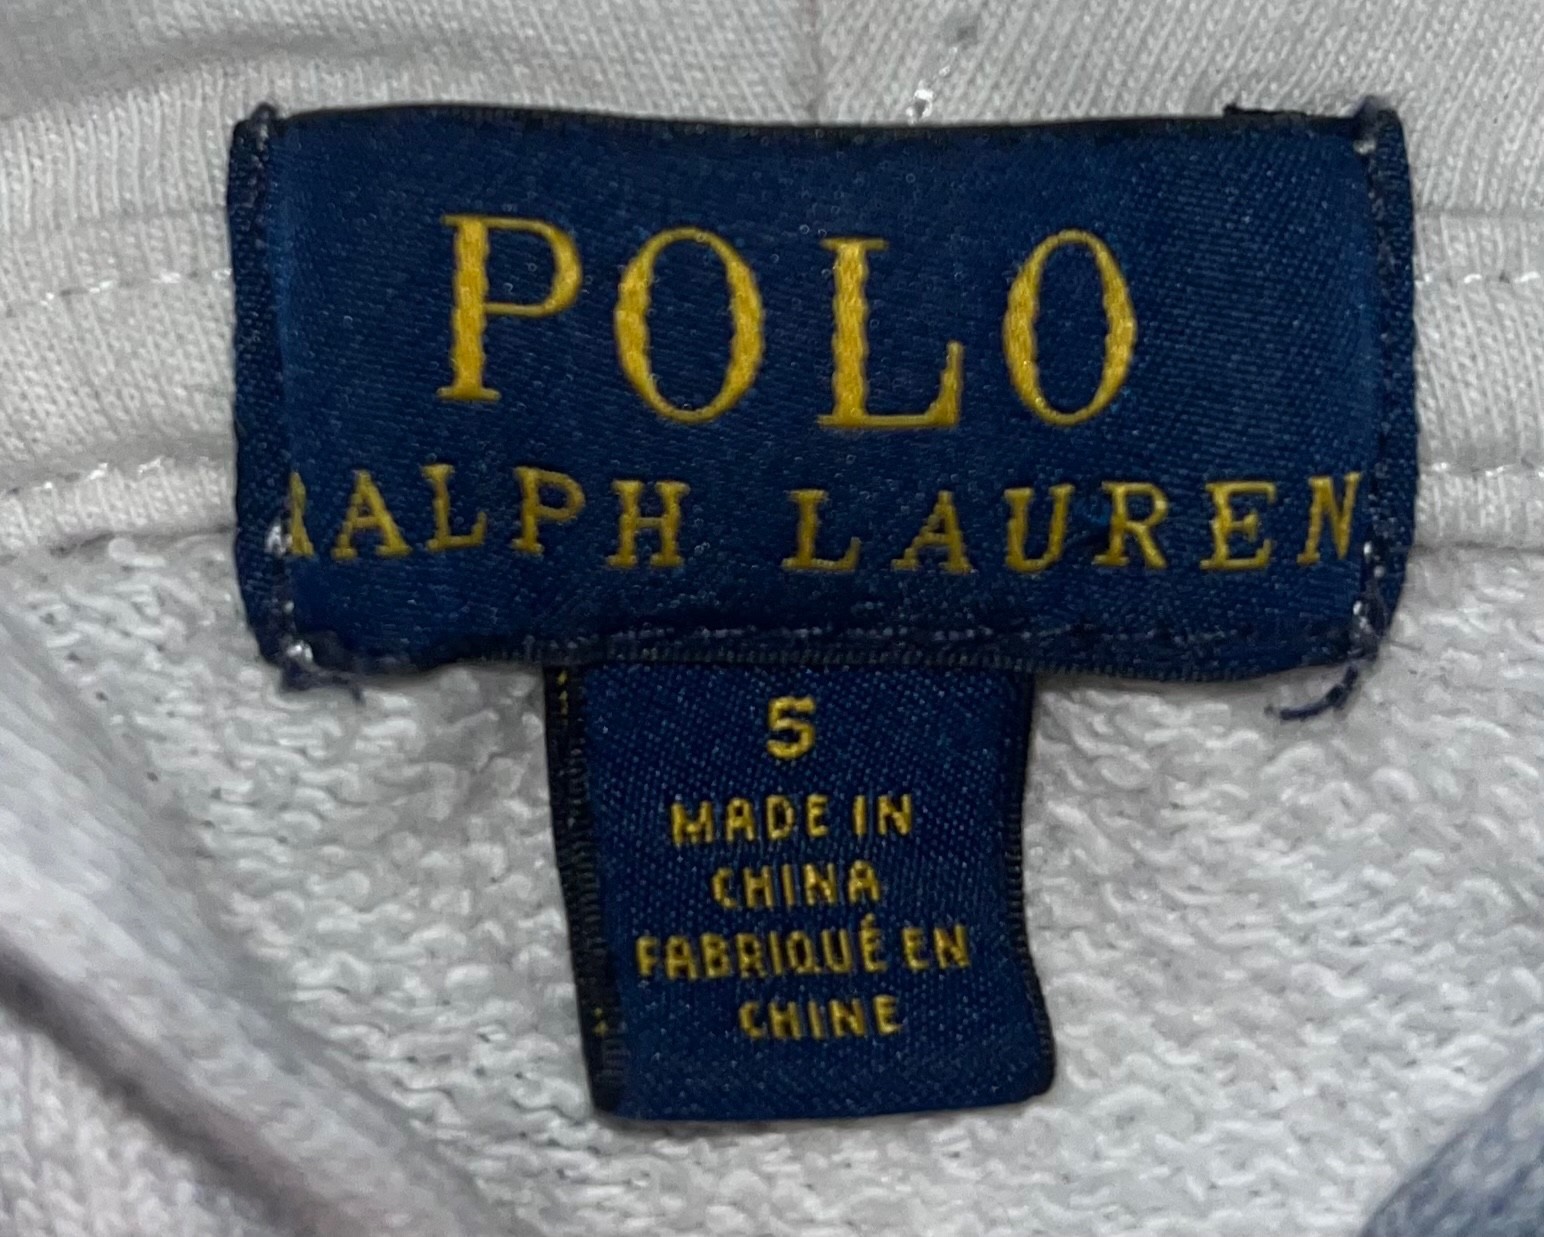 POLO
RALPH LAUREN
5
MADE IN
CHINA
FABRIQUÉ EN
CHINE